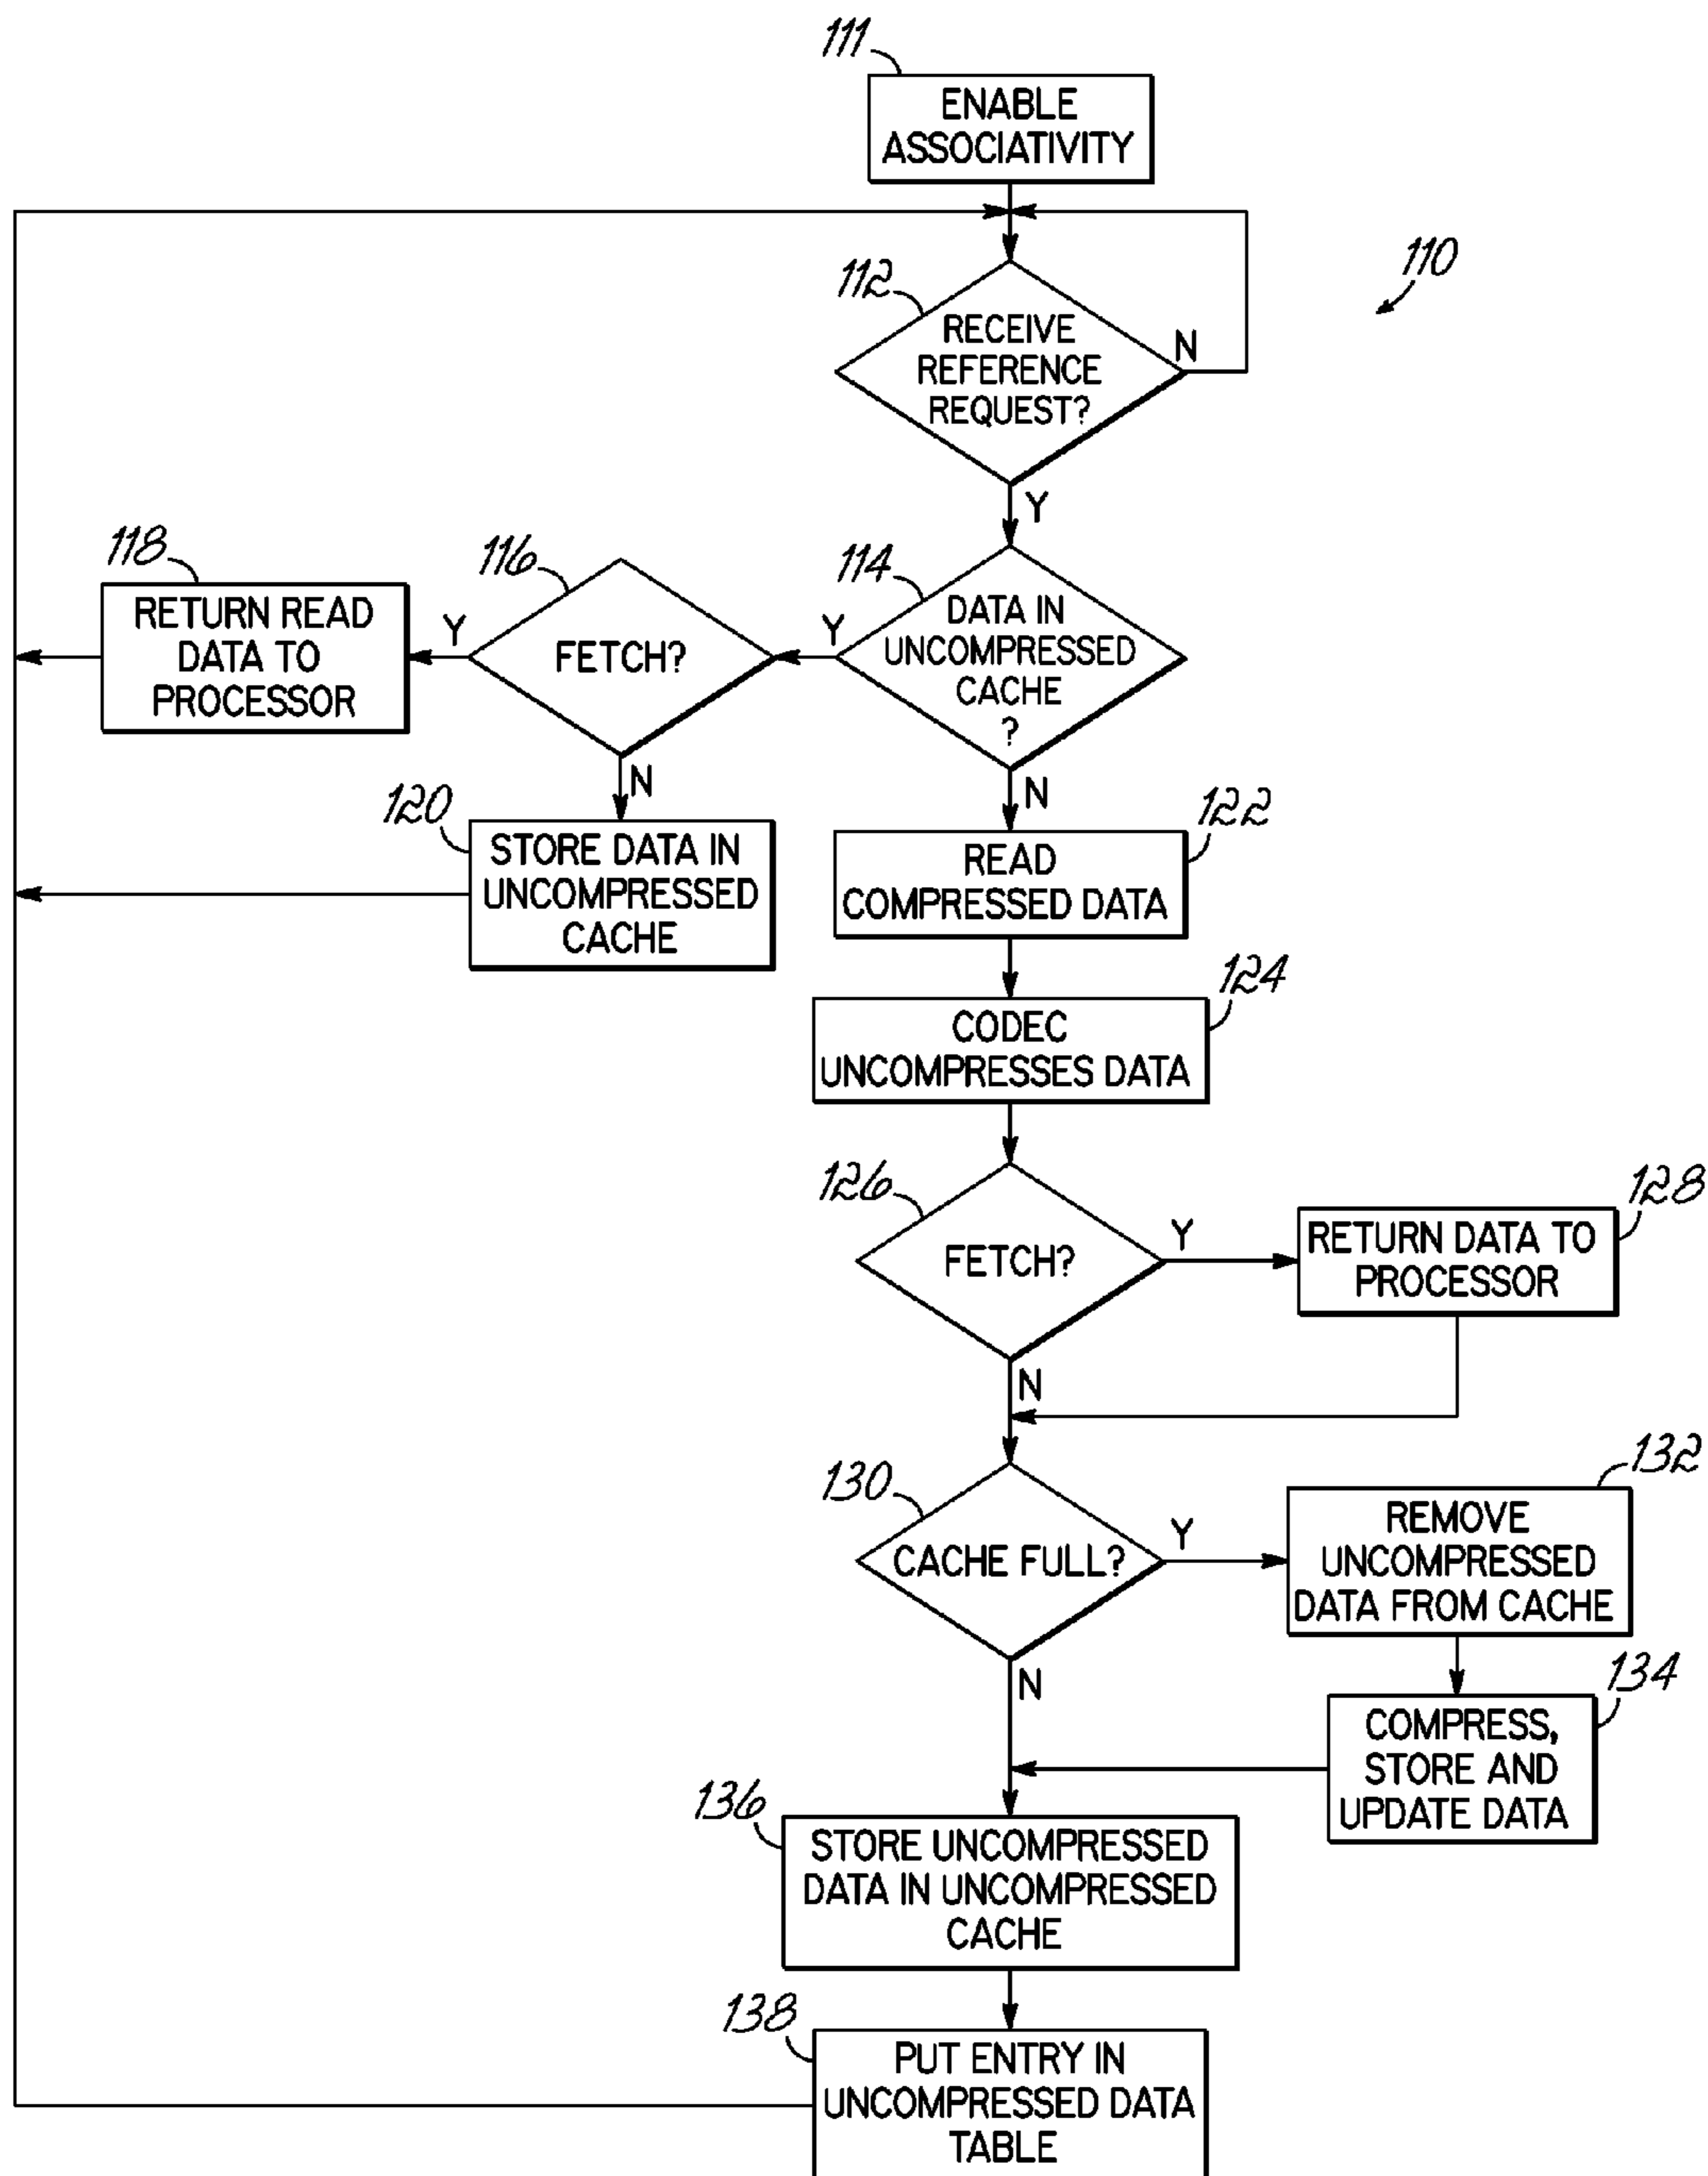 111
ENABLE
ASSOCIATIVITY
110
112
RECEIVE
REFERENCE
REQUEST?
N
Y
118
RETURN READ
DATA TO
PROCESSOR
Y
116
FETCH?
Y
114
DATA IN
UNCOMPRESSED
CACHE
?
N
N
120
STORE DATA IN
UNCOMPRESSED
CACHE
122
READ
COMPRESSED DATA
124
CODEC
UNCOMPRESSES DATA
126
FETCH?
Y
128
RETURN DATA TO
PROCESSOR
N
130
CACHE FULL?
Y
132
REMOVE
UNCOMPRESSED
DATA FROM CACHE
N
134
COMPRESS,
STORE AND
UPDATE DATA
136
STORE UNCOMPRESSED
DATA IN UNCOMPRESSED
CACHE
138
PUT ENTRY IN
UNCOMPRESSED DATA
TABLE